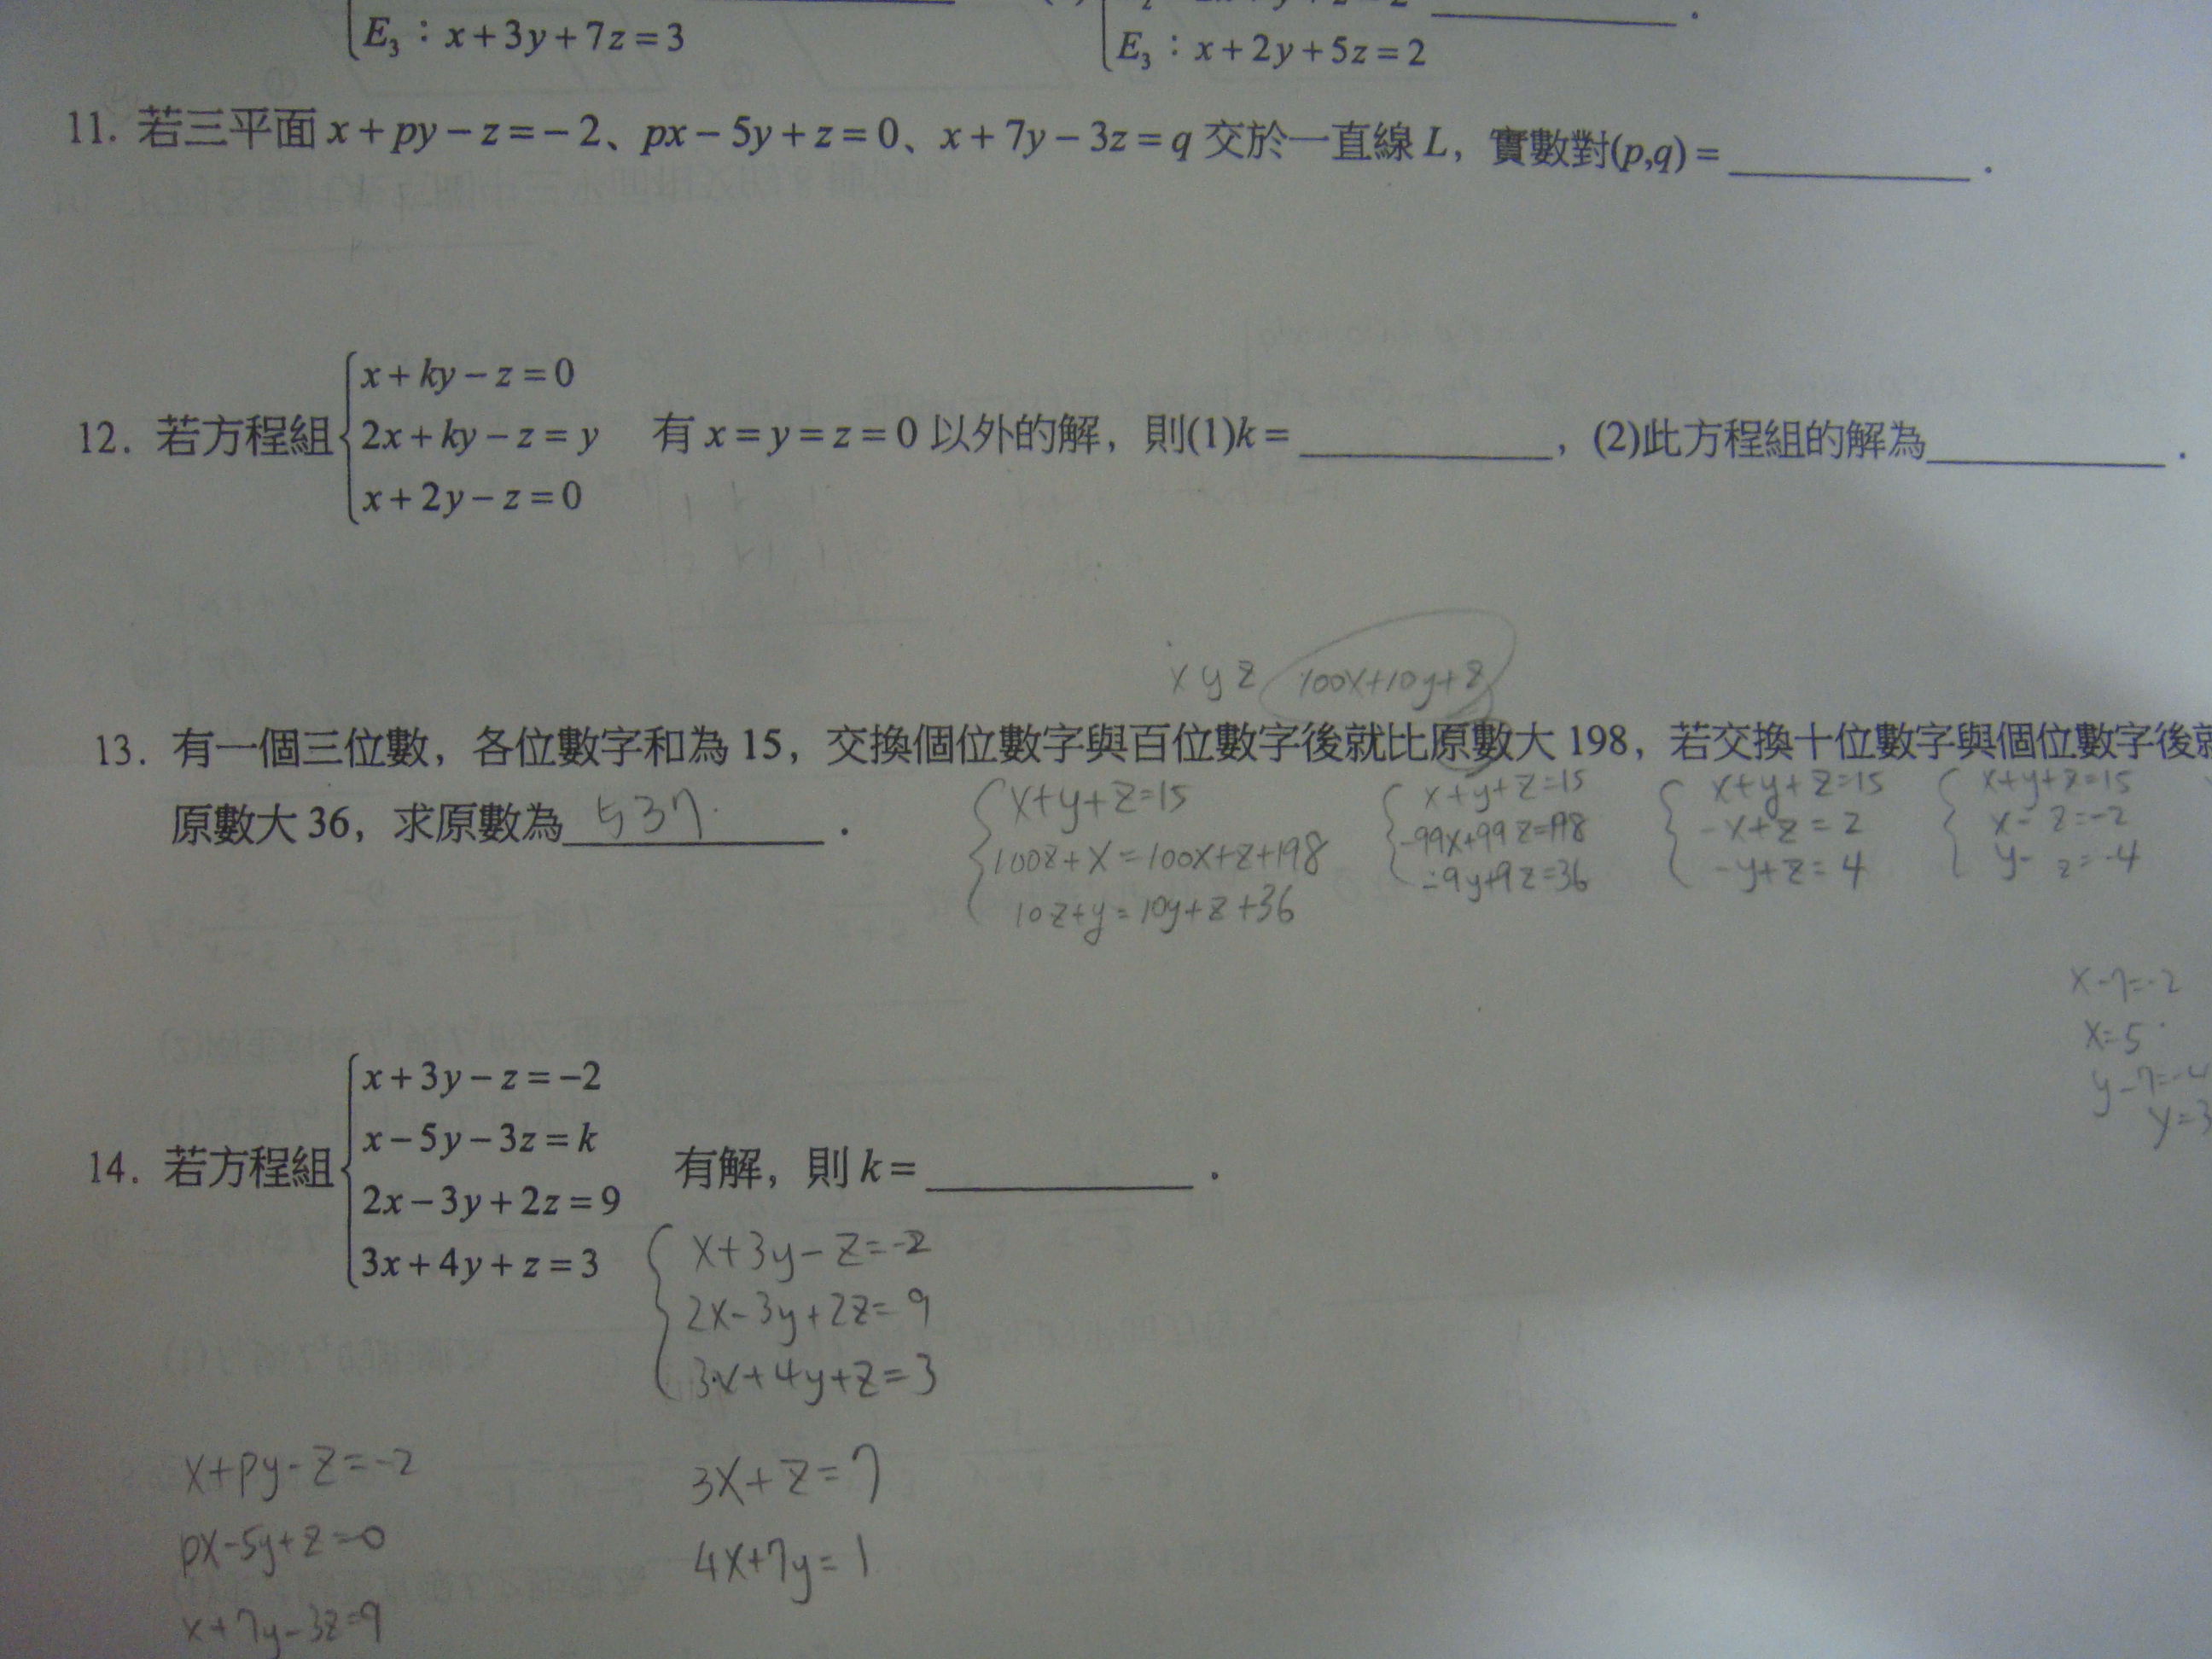 E₃：x+3y+7z=3
E₃：x+2y+5z=2
11. 若三平面 x+py−z=−2、px−5y+z=0、x+7y−3z=q 交於一直線 L，實數對(p,q)=__________.
x+ky−z=0
12. 若方程組 2x+ky−z=y 有 x=y=z=0 以外的解，則(1)k=__________，(2)此方程組的解為__________.
x+2y−z=0
x y z 100x+10y+z
13. 有一個三位數，各位數字和為 15，交換個位數字與百位數字後就比原數大 198，若交換十位數字與個位數字後
原數大 36，求原數為 537.
x+y+z=15
100z+x=100x+z+198
10z+y=10y+z+36
x+y+z=15
-99x+99z=198
-9y+9z=36
x+y+z=15
-x+z=2
-y+z=4
x+y+z=15
x-z=-2
y-z=-4
x-7=-2
x=5
y-7=-4
y=3
x+3y−z=−2
x−5y−3z=k
14. 若方程組 有解，則 k=__________.
2x−3y+2z=9
3x+4y+z=3
x+3y-z=-2
2x-3y+2z=9
3x+4y+z=3
3x+z=7
4x+7y=1
x+py-z=-2
px-5y+z=0
x+7y-3z=9